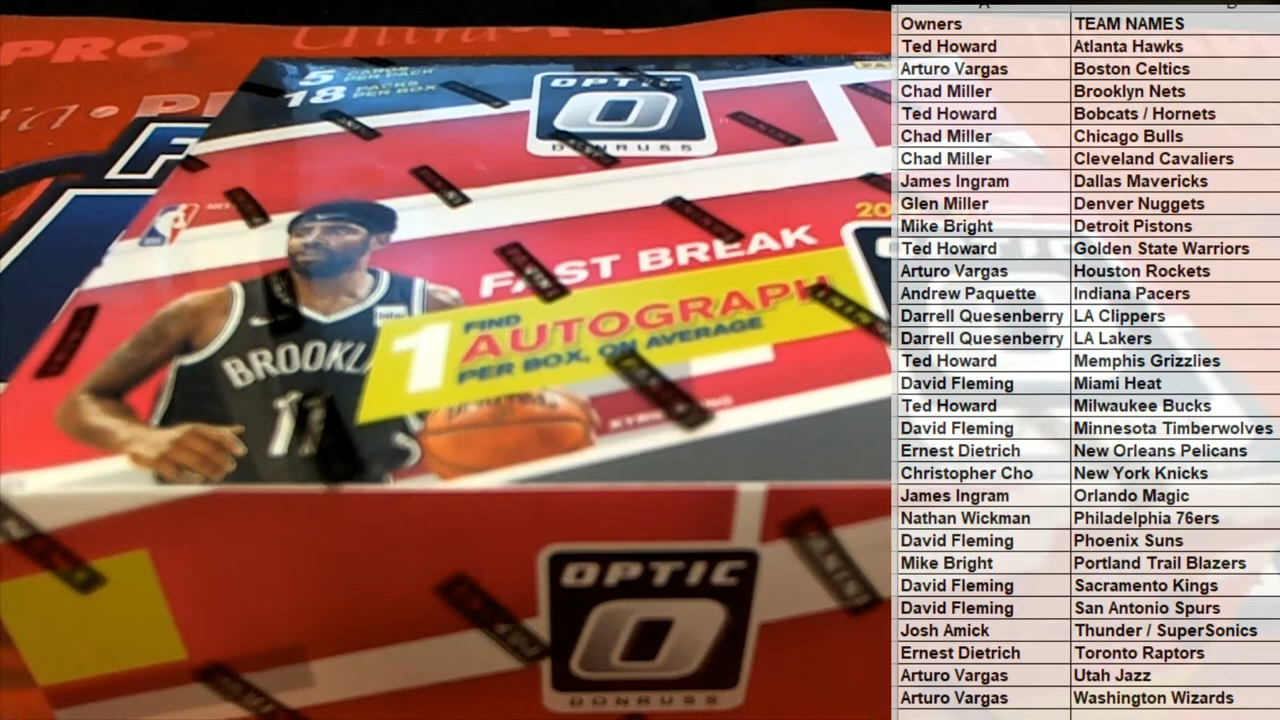 PRO
Ultra
a • P
5 CARDS PER PACK
18 PACKS PER BOX
OPTIC
DONRUSS
FAST BREAK
20
1 FIND
AUTOGRAPH
PER BOX, ON AVERAGE
BROOKL
11
Infor
OPTIC
DONRUSS
Owners TEAM NAMES
Ted Howard Atlanta Hawks
Arturo Vargas Boston Celtics
Chad Miller Brooklyn Nets
Ted Howard Bobcats / Hornets
Chad Miller Chicago Bulls
Chad Miller Cleveland Cavaliers
James Ingram Dallas Mavericks
Glen Miller Denver Nuggets
Mike Bright Detroit Pistons
Ted Howard Golden State Warriors
Arturo Vargas Houston Rockets
Andrew Paquette Indiana Pacers
Darrell Quesenberry LA Clippers
Darrell Quesenberry LA Lakers
Ted Howard Memphis Grizzlies
David Fleming Miami Heat
Ted Howard Milwaukee Bucks
David Fleming Minnesota Timberwolves
Ernest Dietrich New Orleans Pelicans
Christopher Cho New York Knicks
James Ingram Orlando Magic
Nathan Wickman Philadelphia 76ers
David Fleming Phoenix Suns
Mike Bright Portland Trail Blazers
David Fleming Sacramento Kings
David Fleming San Antonio Spurs
Josh Amick Thunder / SuperSonics
Ernest Dietrich Toronto Raptors
Arturo Vargas Utah Jazz
Arturo Vargas Washington Wizards